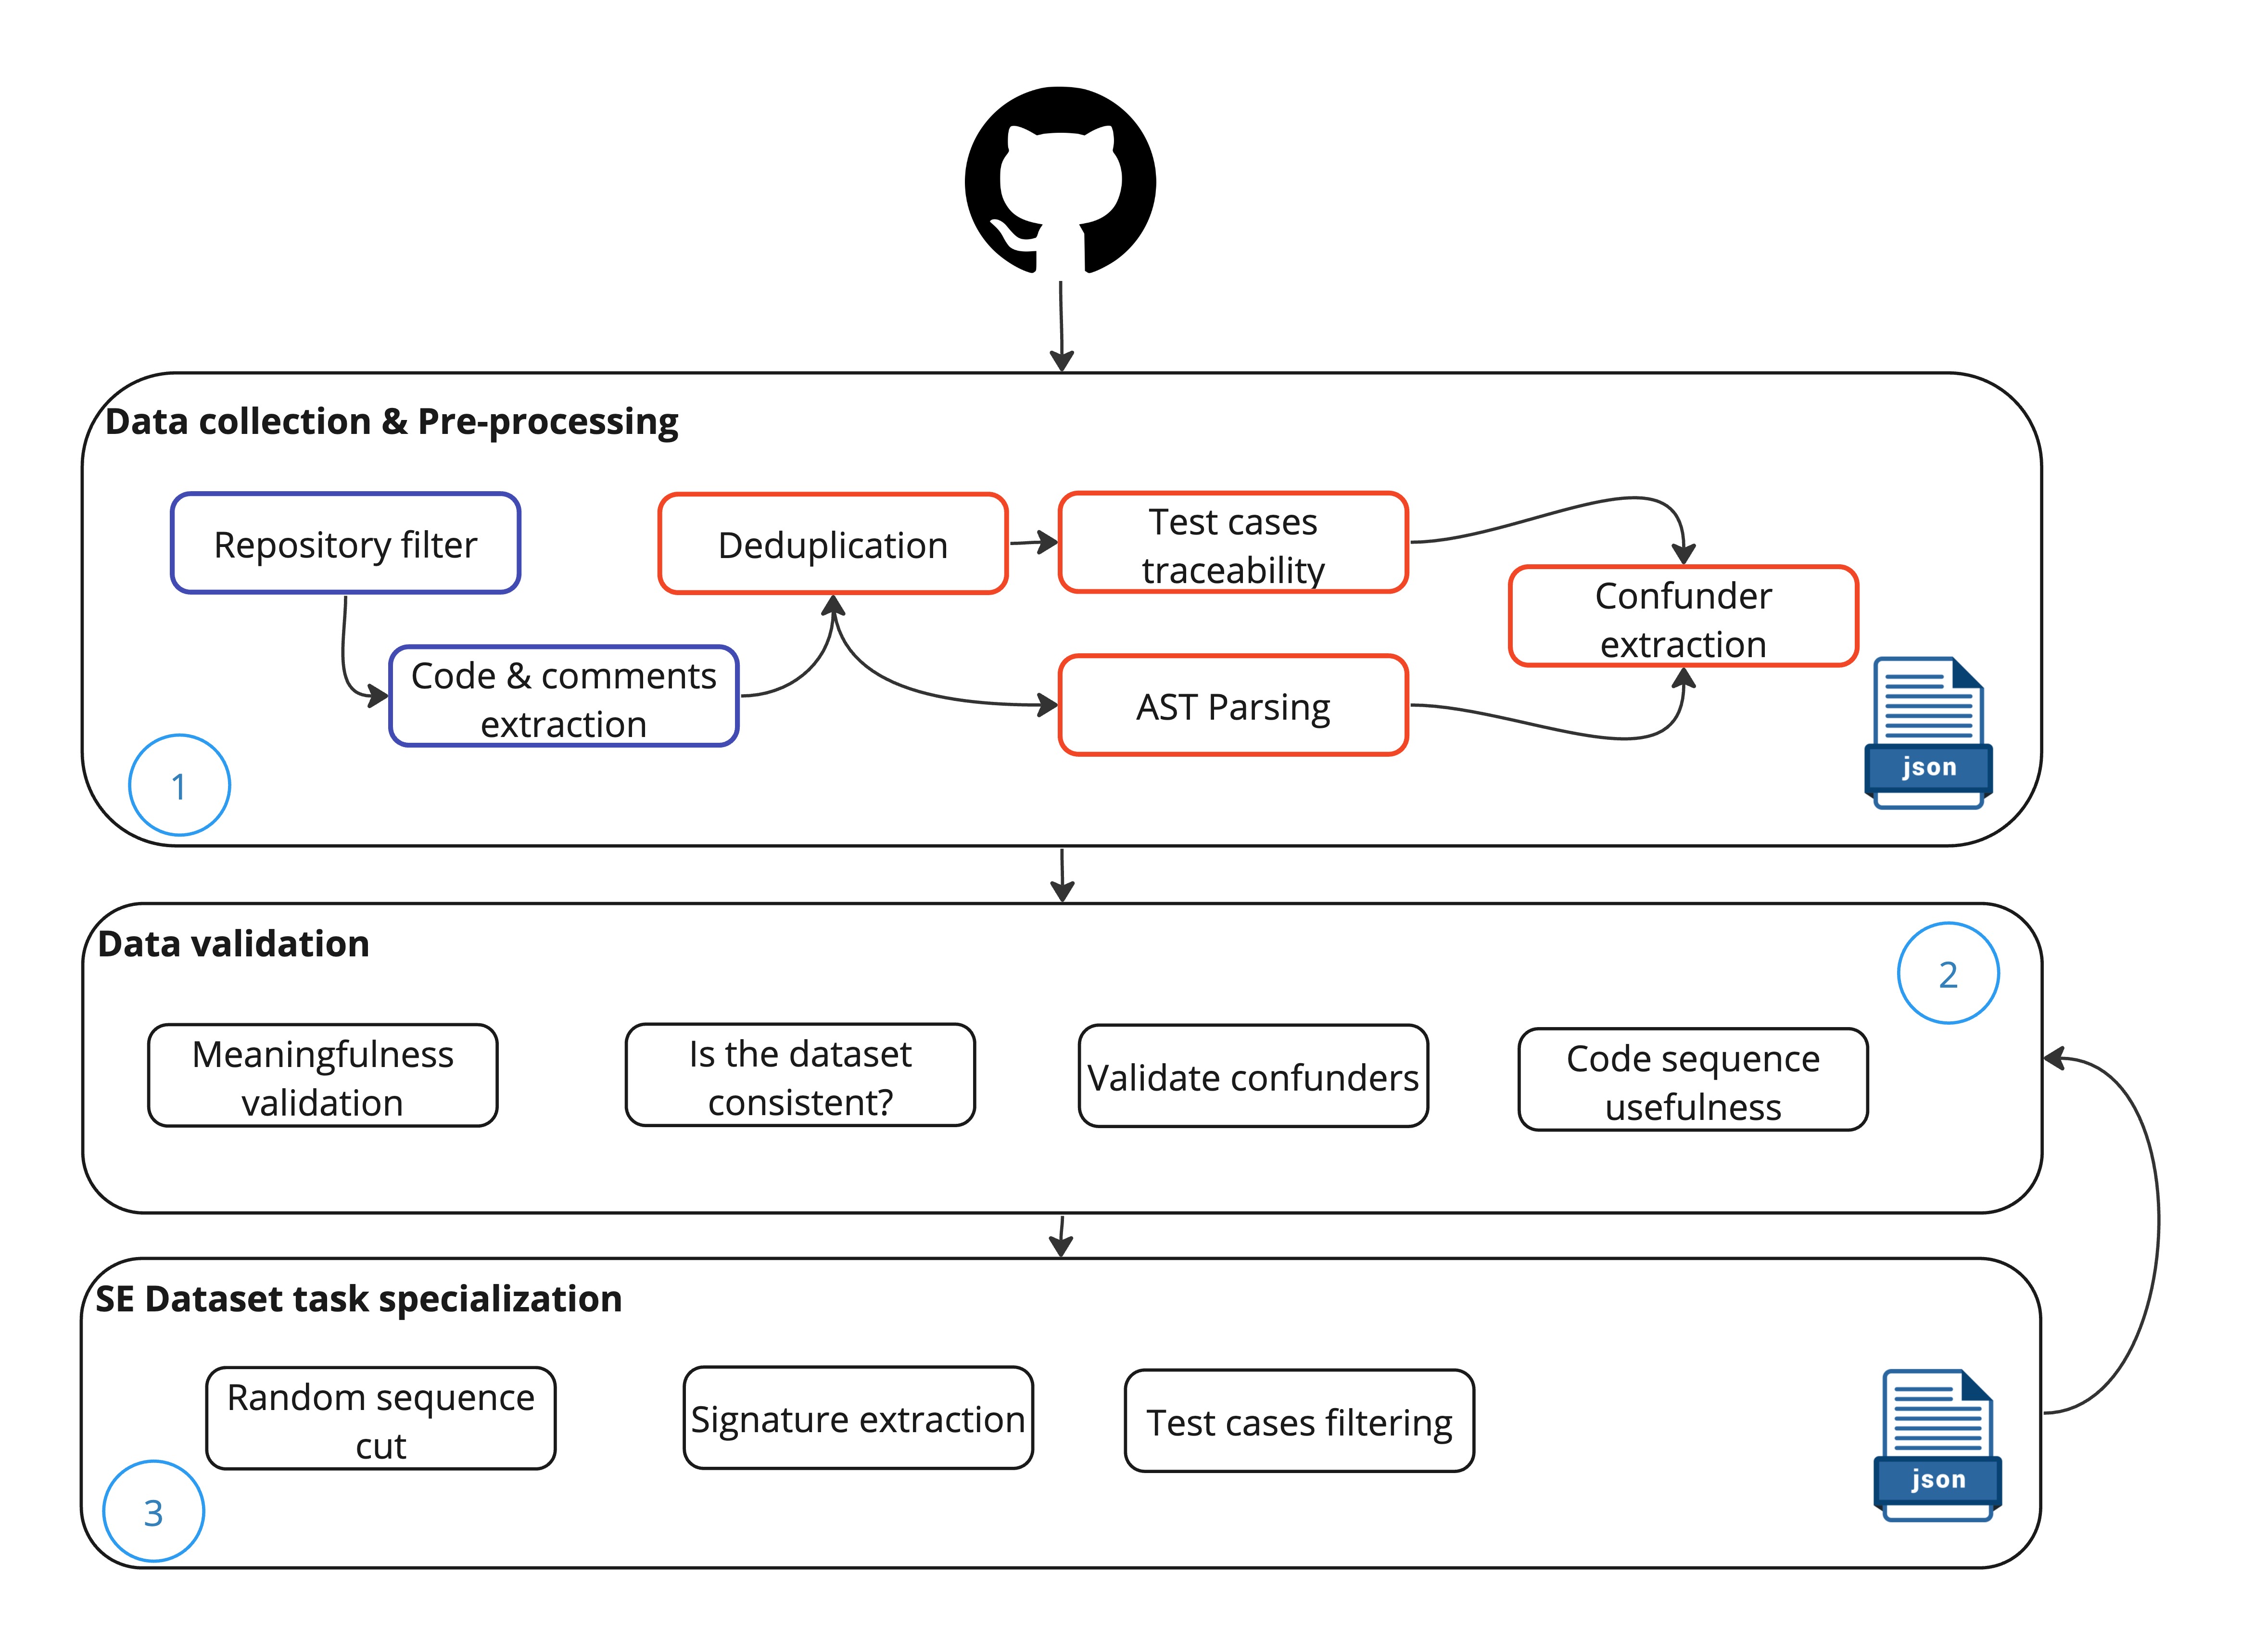 Data collection & Pre-processing
Repository filter
Deduplication
Test cases
traceability
Confunder
extraction
Code & comments
extraction
AST Parsing
json
1
Data validation
2
Meaningfulness
validation
Is the dataset
consistent?
Validate confunders
Code sequence
usefulness
SE Dataset task specialization
Random sequence
cut
Signature extraction
Test cases filtering
json
3